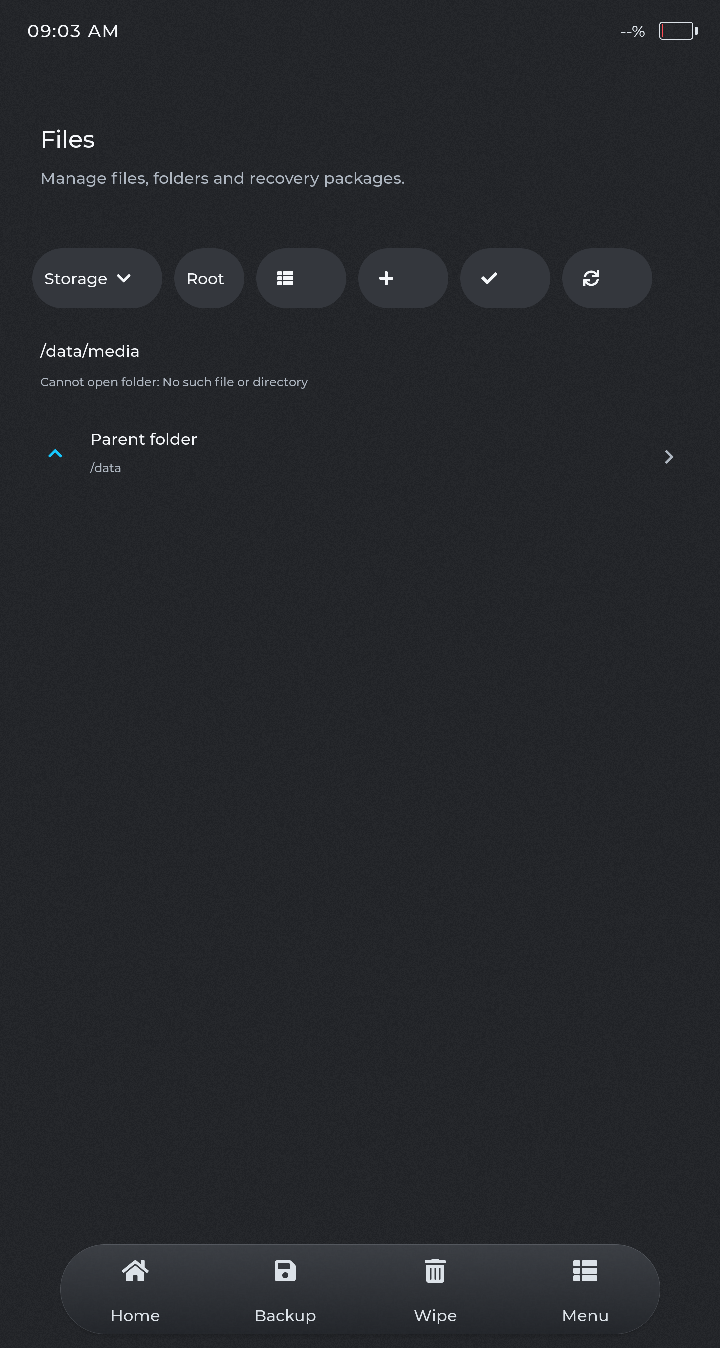 09:03 AM
--%
Files
Manage files, folders and recovery packages.
Storage
Root
/data/media
Cannot open folder: No such file or directory
Parent folder
/data
Home
Backup
Wipe
Menu